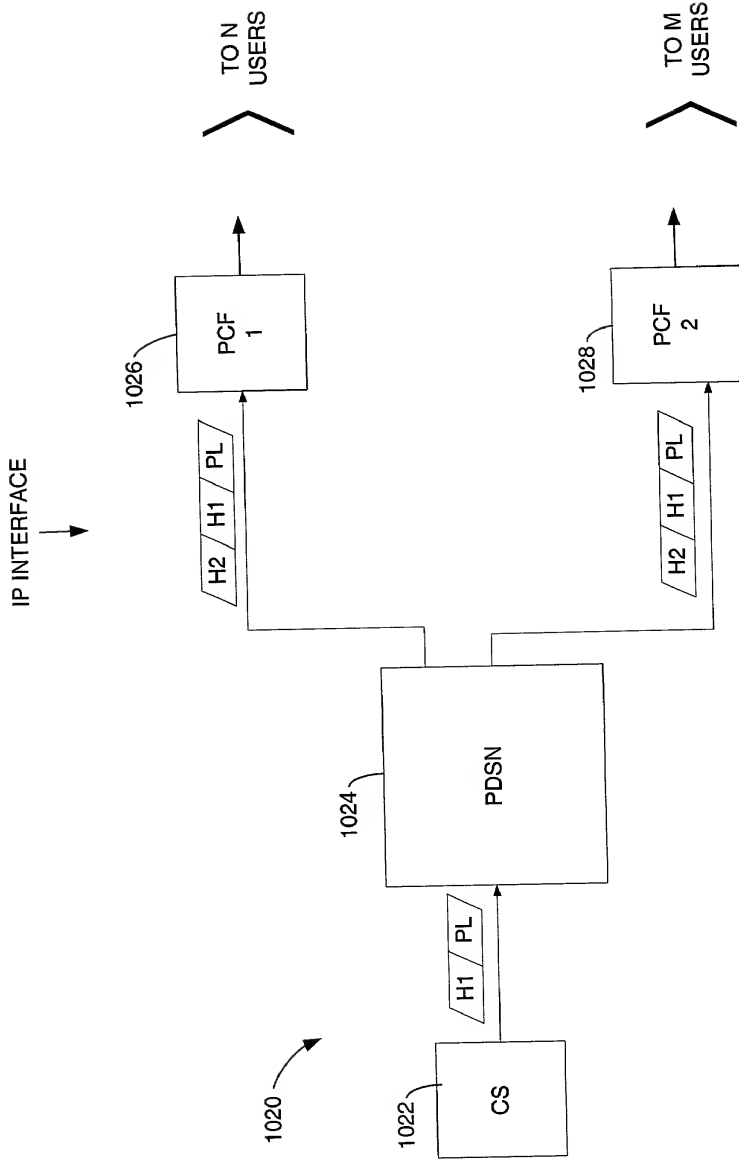 IP INTERFACE
TO N
USERS
1026
PCF
1
H2 H1 PL
1024
PDSN
1020
H1 PL
1022
CS
H2 H1 PL
1028
PCF
2
TO M
USERS